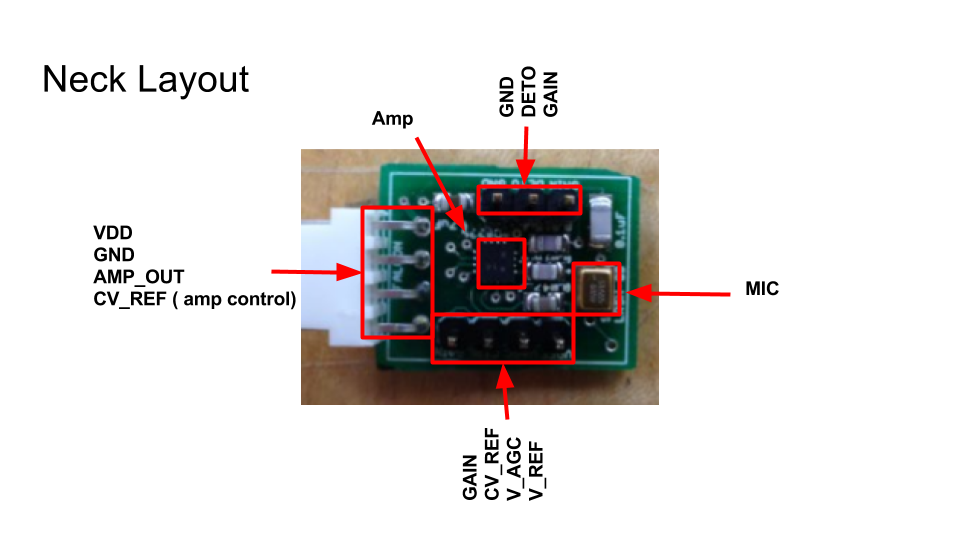 Neck Layout
GND
DETO
GAIN
Amp
VDD
GND
AMP_OUT
CV_REF ( amp control)
MIC
GAIN
CV_REF
V_AGC
V_REF
0.1uF